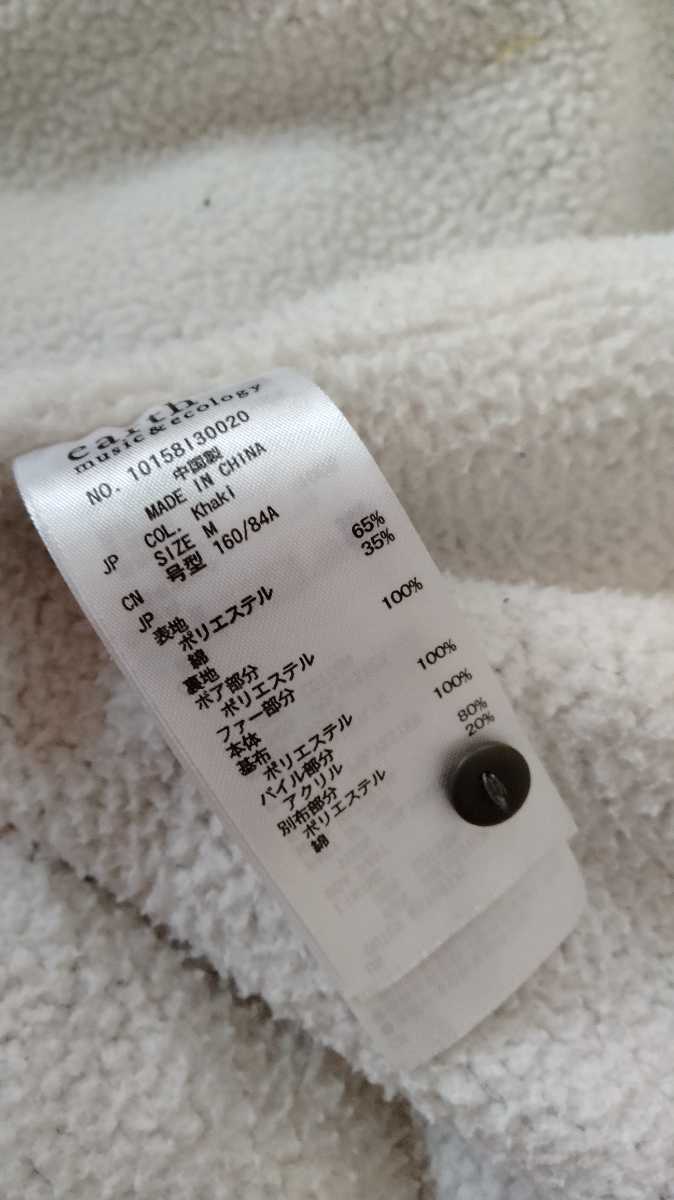 earth
music&ecology
NO. 10158I30020
中国製
MADE IN CHINA
COL. Khaki
JP SIZE M
CN 号型 160/84A
JP
表地
ポリエステル 65%
綿 35%
裏地
ボア部分
ポリエステル 100%
ファー部分
本体
基布
ポリエステル 100%
パイル部分
アクリル 100%
別布部分
ポリエステル 80%
綿 20%